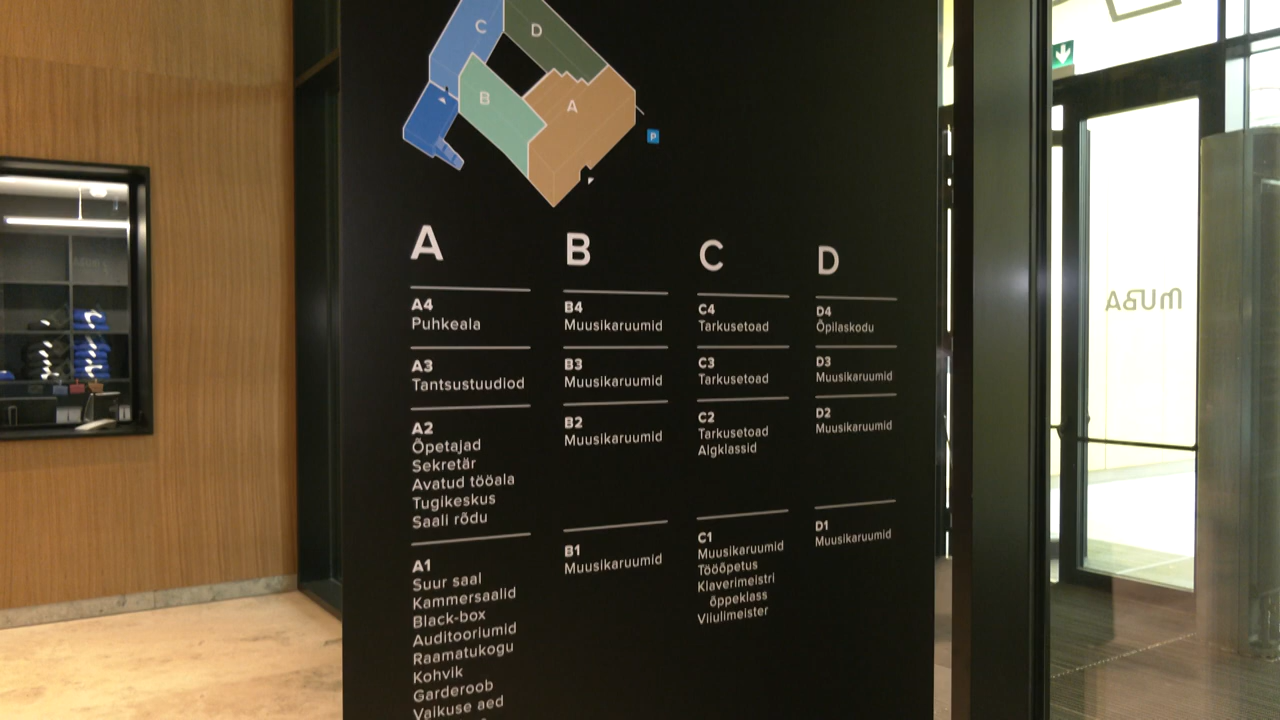 C
D
B
A
P
A
A4
Puhkeala
A3
Tantsustuudiod
A2
Õpetajad
Sekretär
Avatud tööala
Tugikeskus
Saali rõdu
A1
Suur saal
Kammersaalid
Black-box
Auditooriumid
Raamatukogu
Kohvik
Garderoob
Vaikuse aed
B
B4
Muusikaruumid
B3
Muusikaruumid
B2
Muusikaruumid
B1
Muusikaruumid
C
C4
Tarkusetoad
C3
Tarkusetoad
C2
Tarkusetoad
Algklassid
C1
Muusikaruumid
Tööõpetus
Klaverimeistri
õppeklass
Viiulimeister
D
D4
Õpilaskodu
D3
Muusikaruumid
D2
Muusikaruumid
D1
Muusikaruumid
MUBA